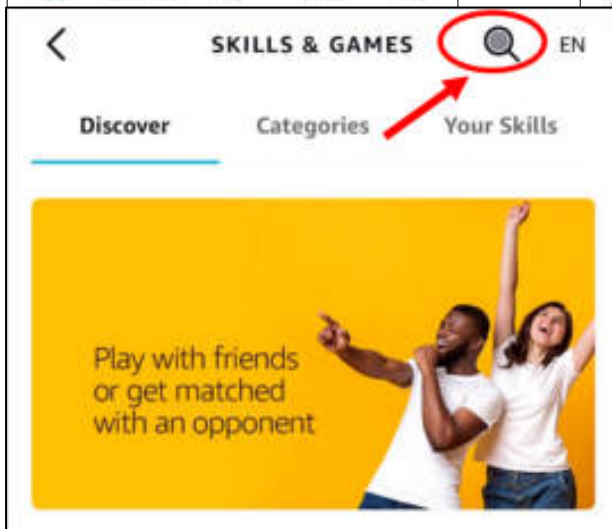 SKILLS & GAMES EN
Discover Categories Your Skills
Play with friends
or get matched
with an opponent